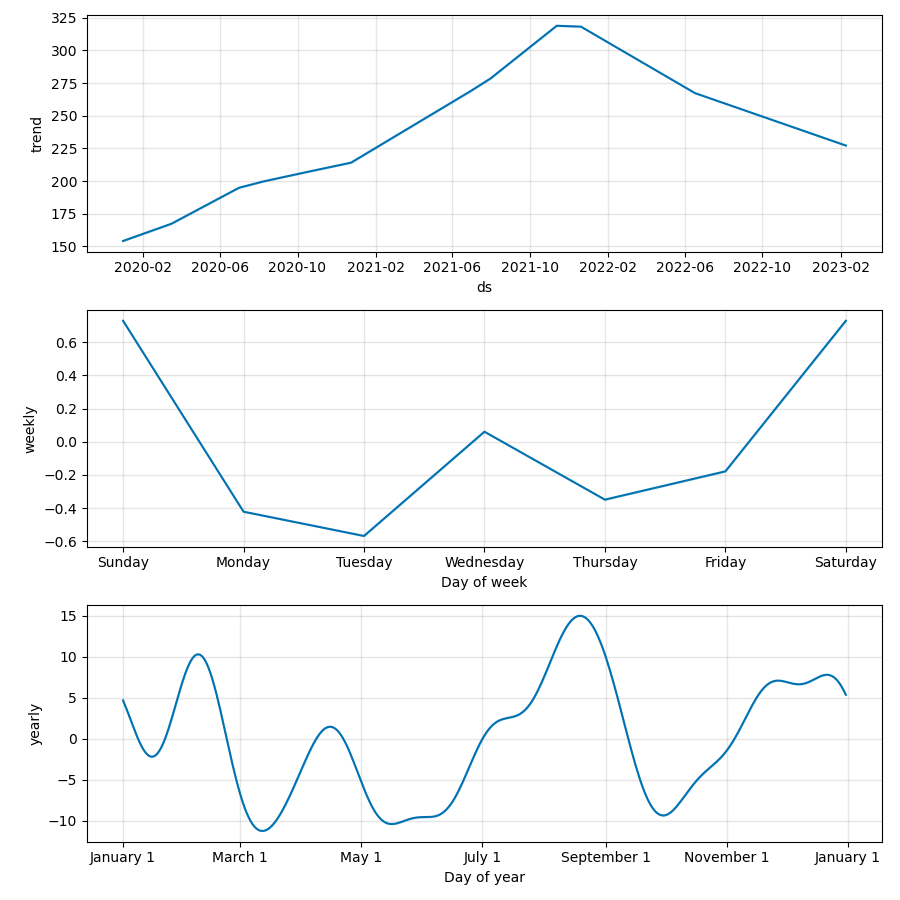 325
300
275
250
225
200
175
150
trend
2020-02 2020-06 2020-10 2021-02 2021-06 2021-10 2022-02 2022-06 2022-10 2023-02
ds
0.6
0.4
0.2
0.0
−0.2
−0.4
−0.6
weekly
Sunday Monday Tuesday Wednesday Thursday Friday Saturday
Day of week
15
10
5
0
−5
−10
yearly
January 1 March 1 May 1 July 1 September 1 November 1 January 1
Day of year